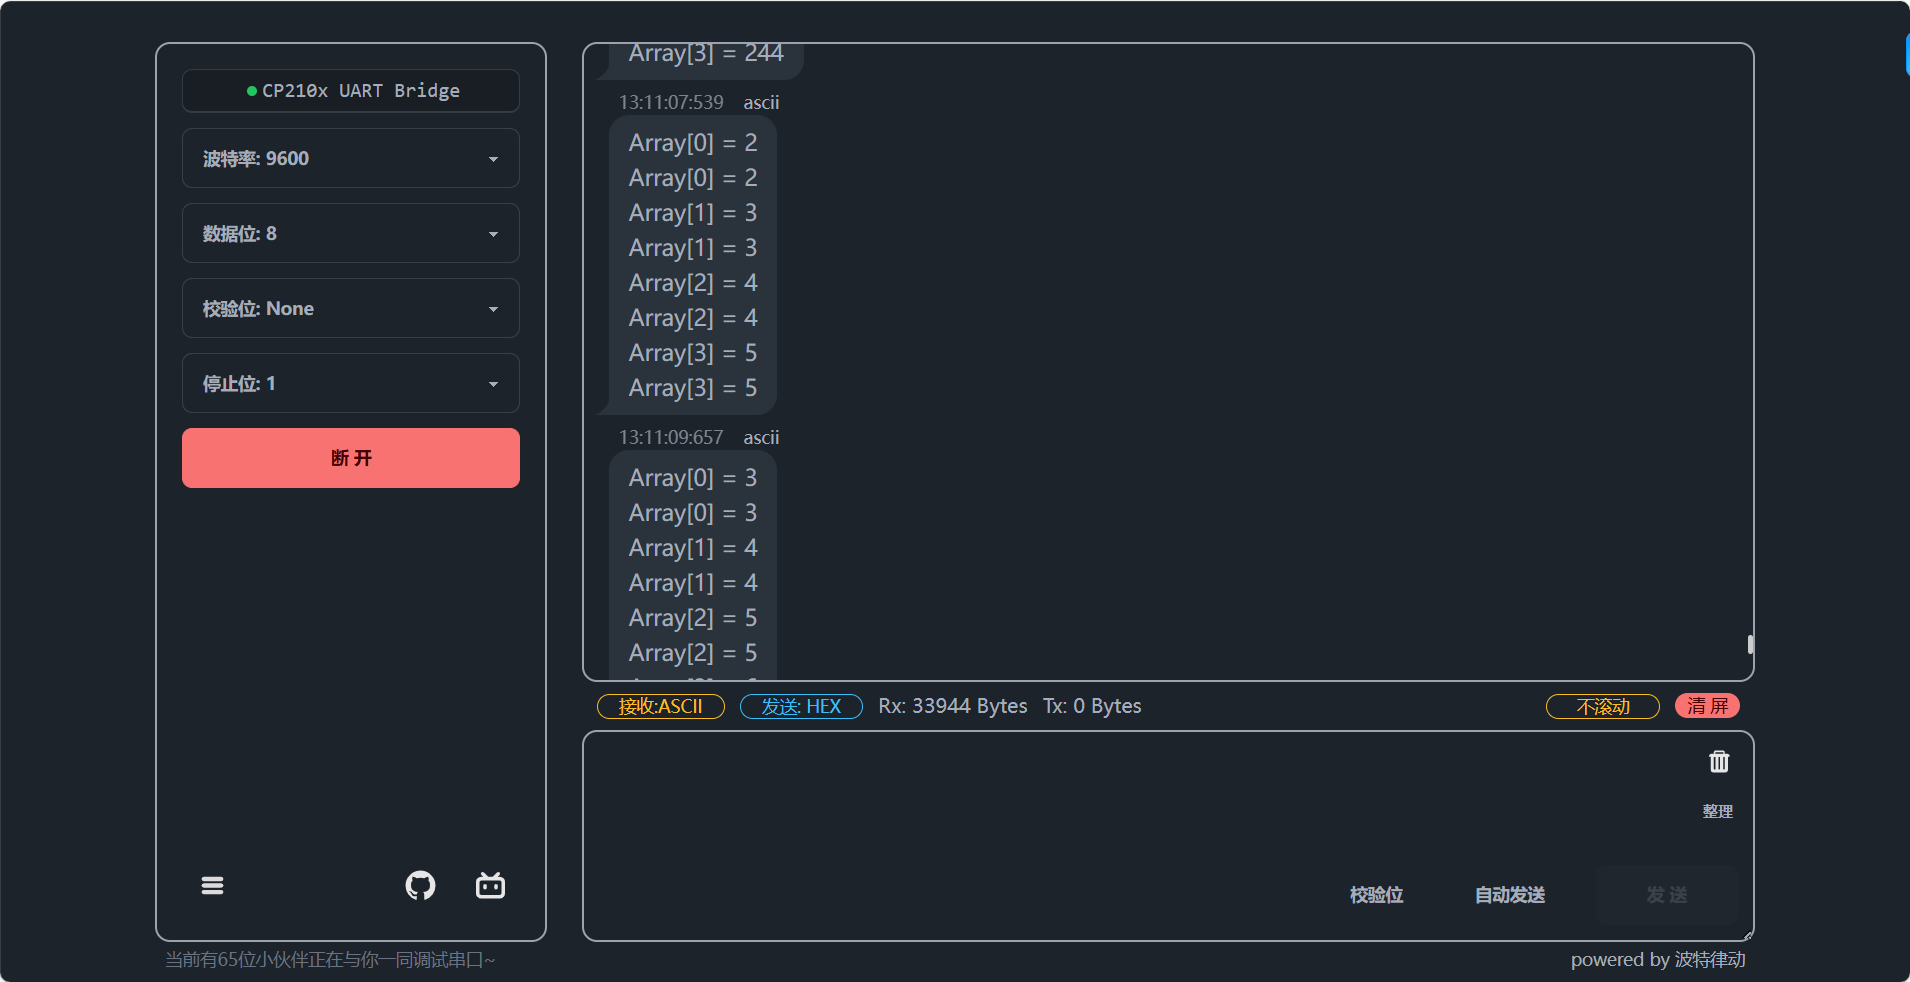 CP210x UART Bridge
波特率: 9600
数据位: 8
校验位: None
停止位: 1
断 开
当前有65位小伙伴正在与你一同调试串口~
Array[3] = 244
13:11:07:539 ascii
Array[0] = 2
Array[0] = 2
Array[1] = 3
Array[1] = 3
Array[2] = 4
Array[2] = 4
Array[3] = 5
Array[3] = 5
13:11:09:657 ascii
Array[0] = 3
Array[0] = 3
Array[1] = 4
Array[1] = 4
Array[2] = 5
Array[2] = 5
接收:ASCII 发送: HEX Rx: 33944 Bytes Tx: 0 Bytes 不滚动 清 屏
整理
校验位 自动发送 发 送
powered by 波特律动